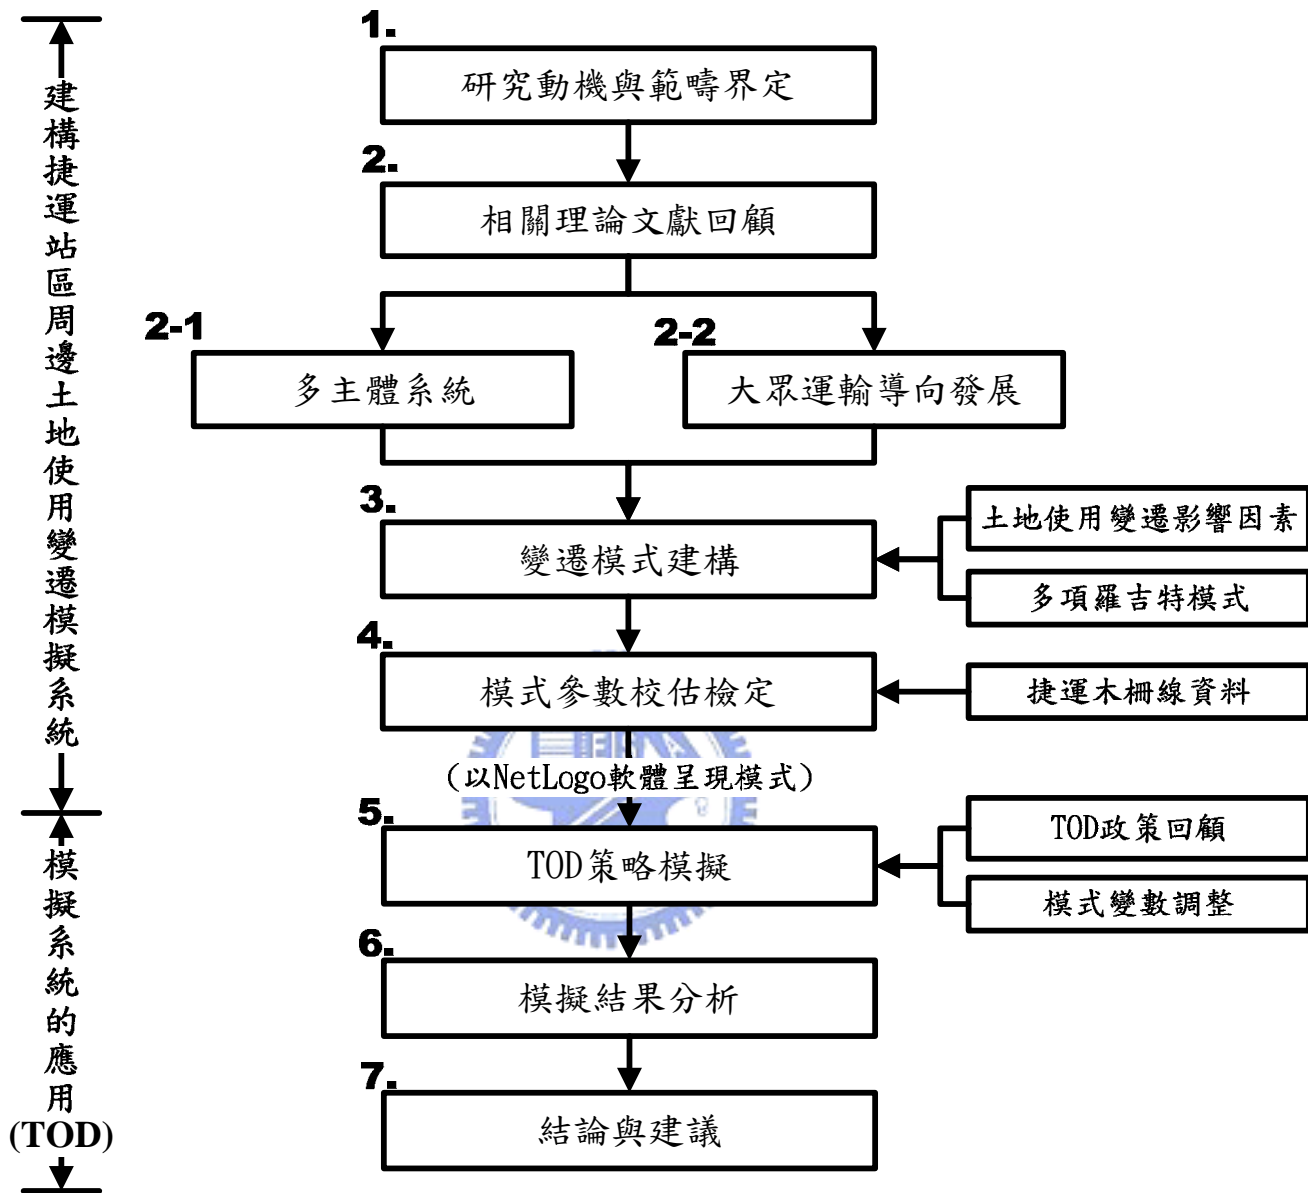 建構捷運站區周邊土地使用變遷模擬系統
模擬系統的應用
(TOD)
1.
研究動機與範疇界定
2.
相關理論文獻回顧
2-1
多主體系統
2-2
大眾運輸導向發展
3.
變遷模式建構
土地使用變遷影響因素
多項羅吉特模式
4.
模式參數校估檢定
捷運木柵線資料
(以NetLogo軟體呈現模式)
5.
TOD策略模擬
TOD政策回顧
模式變數調整
6.
模擬結果分析
7.
結論與建議